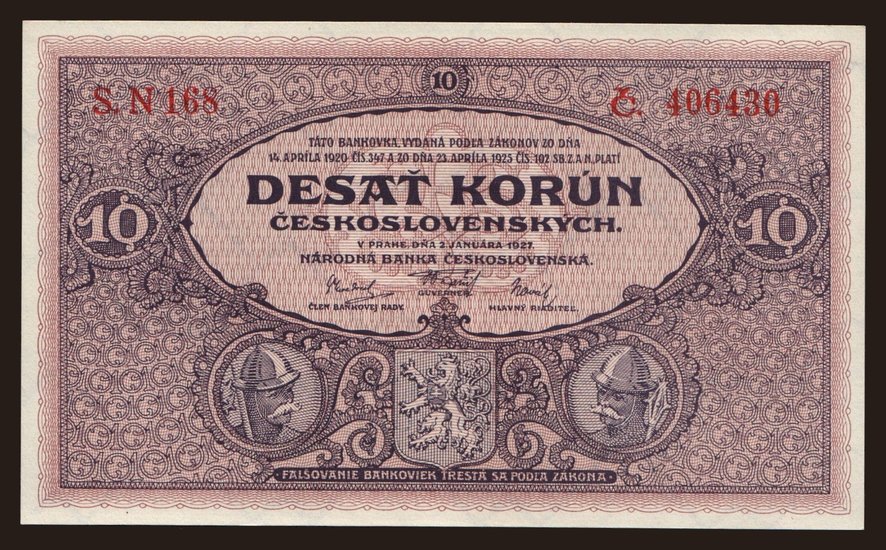 10
S. N 168
Č. 406430
TÁTO BANKOVKA, VYDANÁ PODĽA ZÁKONOV ZO DŇA
14. APRÍLA 1920 ČÍS 347 A ZO DŇA 23. APRÍLA 1925 ČÍS. 102 SB. Z. A N., PLATÍ
DESAŤ KORÚN
ČESKOSLOVENSKÝCH.
10
10
V PRAHE, DŇA 2. JANUÁRA 1927.
NÁRODNÁ BANKA ČESKOSLOVENSKÁ.
ČLEN BANKOVEJ RADY.
GUVERNÉR
HLAVNÝ RIADITEĽ.
FALŠOVANIE BANKOVIEK TRESTÁ SA PODĽA ZÁKONA